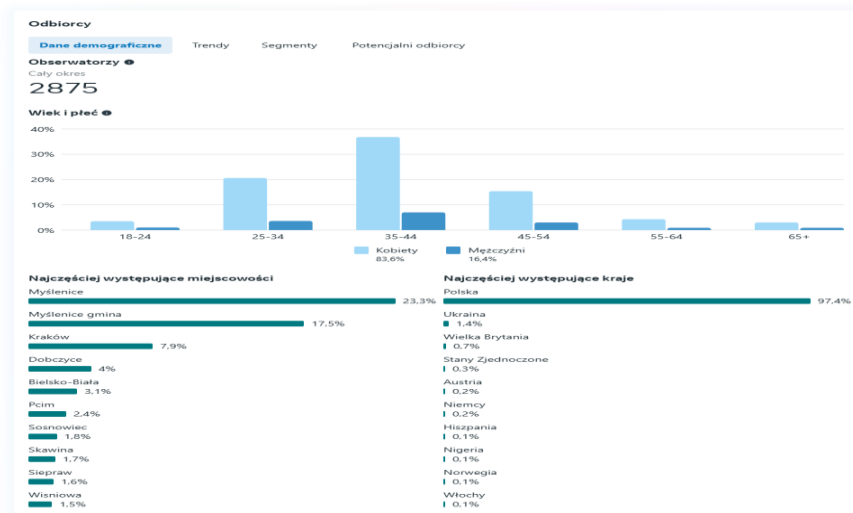 Odbiorcy
Dane demograficzne Trendy Segmenty Potencjalni odbiorcy
Obserwatorzy
Cały okres
2875
Wiek i płeć
40%
30%
20%
10%
0%
18-24 25-34 35-44 45-54 55-64 65+
Kobiety Mężczyźni
83,6% 16,4%
Najczęściej występujące miejscowości
Myślenice
23,3%
Myślenice gmina
17,5%
Kraków
7,9%
Dobczyce
4%
Bielsko-Biała
3,1%
Pcim
2,4%
Sosnowiec
1,8%
Skawina
1,7%
Siepraw
1,6%
Wisniowa
1,5%
Najczęściej występujące kraje
Polska
97,4%
Ukraina
1,4%
Wielka Brytania
0,7%
Stany Zjednoczone
0,3%
Austria
0,2%
Niemcy
0,2%
Hiszpania
0,1%
Nigeria
0,1%
Norwegia
0,1%
Włochy
0,1%